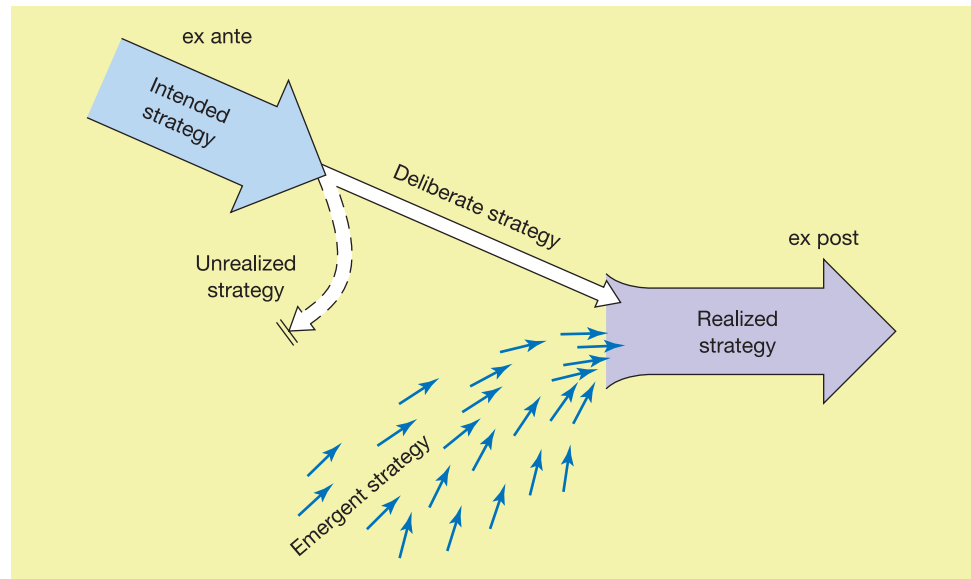 ex ante
Intended
strategy
Deliberate strategy
Unrealized
strategy
ex post
Realized
strategy
Emergent strategy